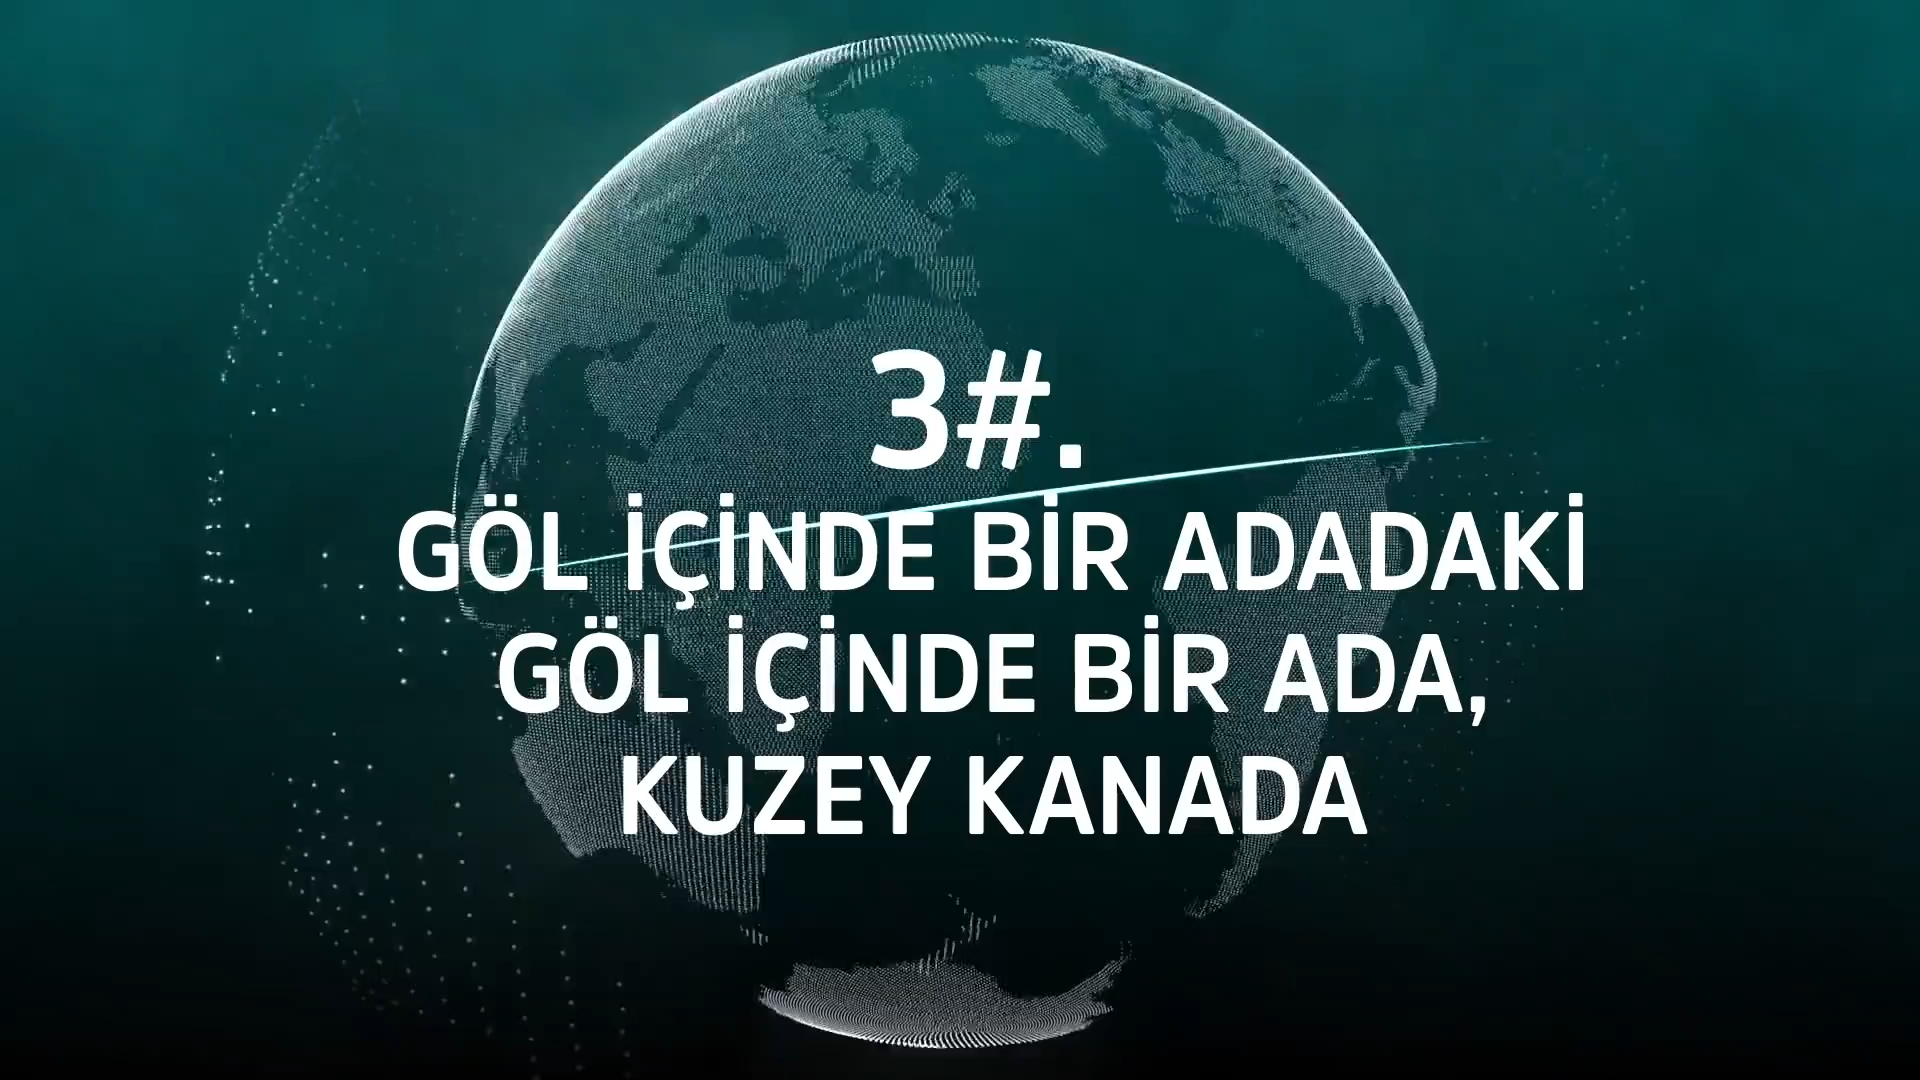 3#.
GÖL İÇİNDE BİR ADADAKİ
GÖL İÇİNDE BİR ADA,
KUZEY KANADA